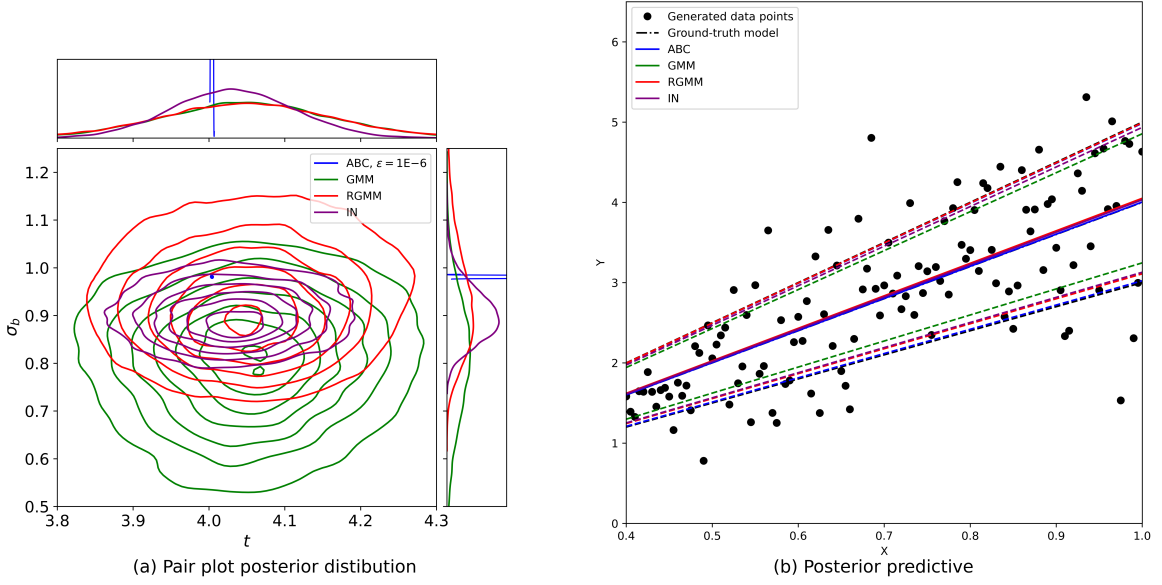 ABC, ε = 1E−6
GMM
RGMM
IN
1.2
1.1
1.0
0.9
0.8
0.7
0.6
0.5
σb
3.8
3.9
4.0
4.1
4.2
4.3
t
(a) Pair plot posterior distibution
Generated data points
Ground-truth model
ABC
GMM
RGMM
IN
6
5
4
3
2
1
0
Y
0.4
0.5
0.6
0.7
0.8
0.9
1.0
X
(b) Posterior predictive